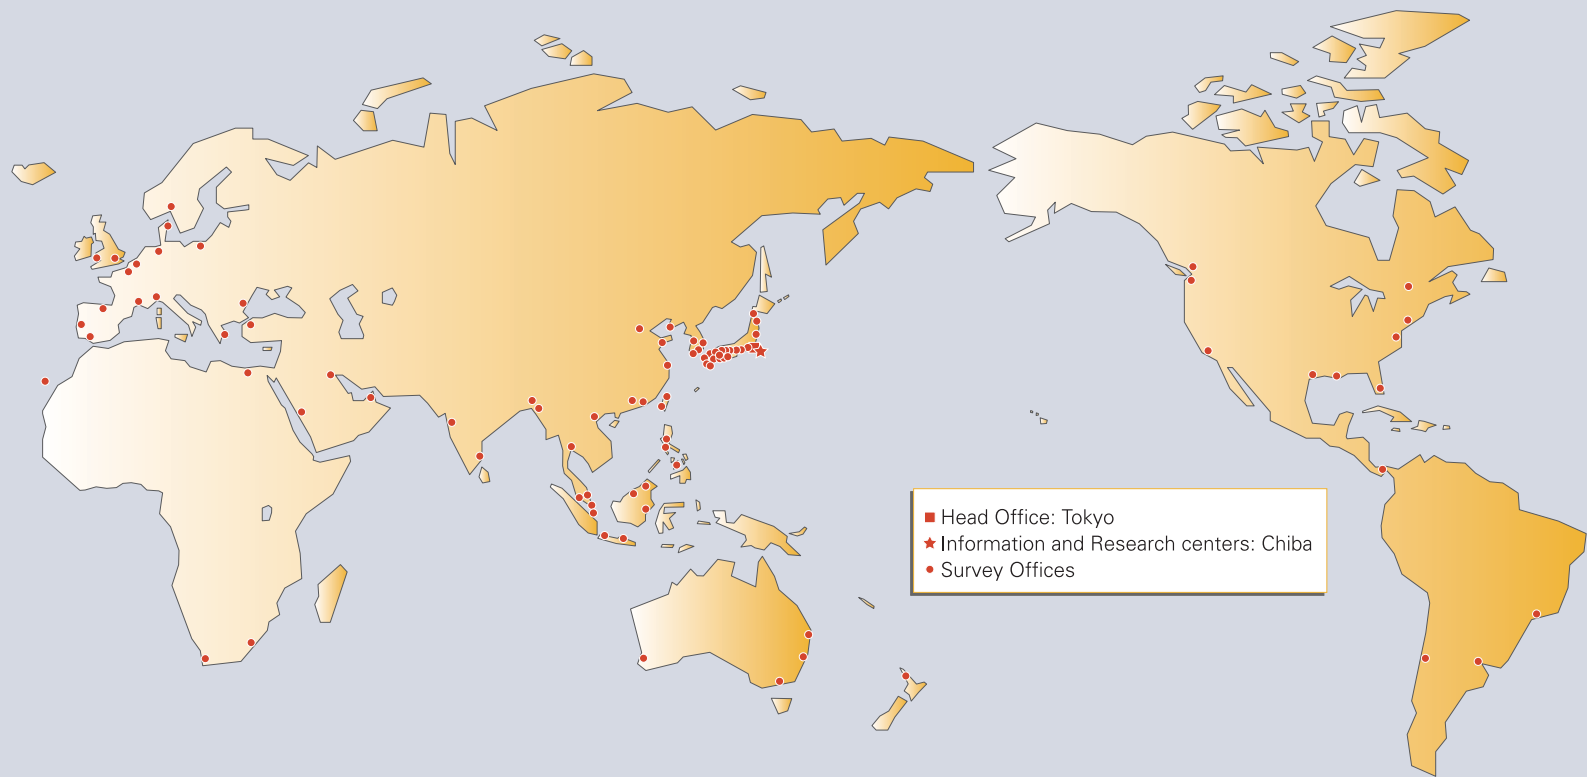 Head Office: Tokyo
Information and Research centers: Chiba
Survey Offices